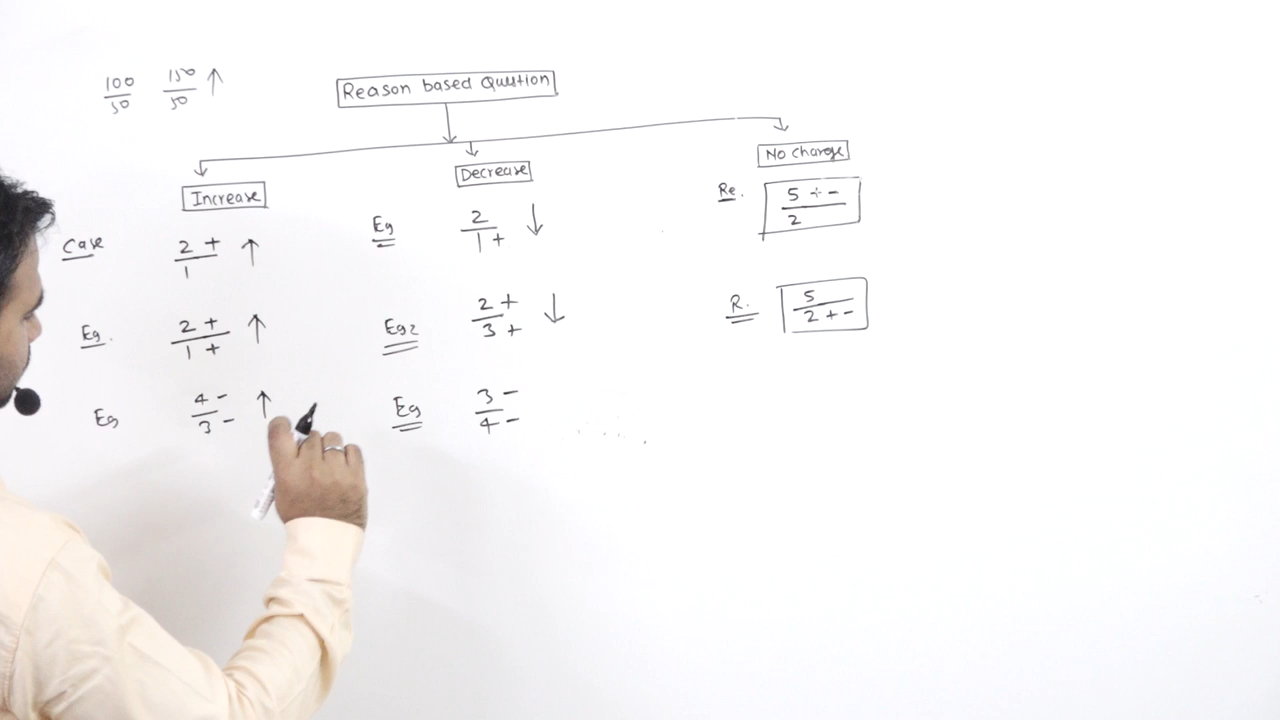 100/50 150/50 ↑
Reason based Question
Increase
Decrease
No change
Case 2 +/1 ↑
Eg. 2 +/1 + ↑
Eg 4 -/3 - ↑
Eg 2/1 + ↓
Eg2 2 +/3 + ↓
Eg 3 -/4 -
Re. 5 + -/2
R. 5/2 + -